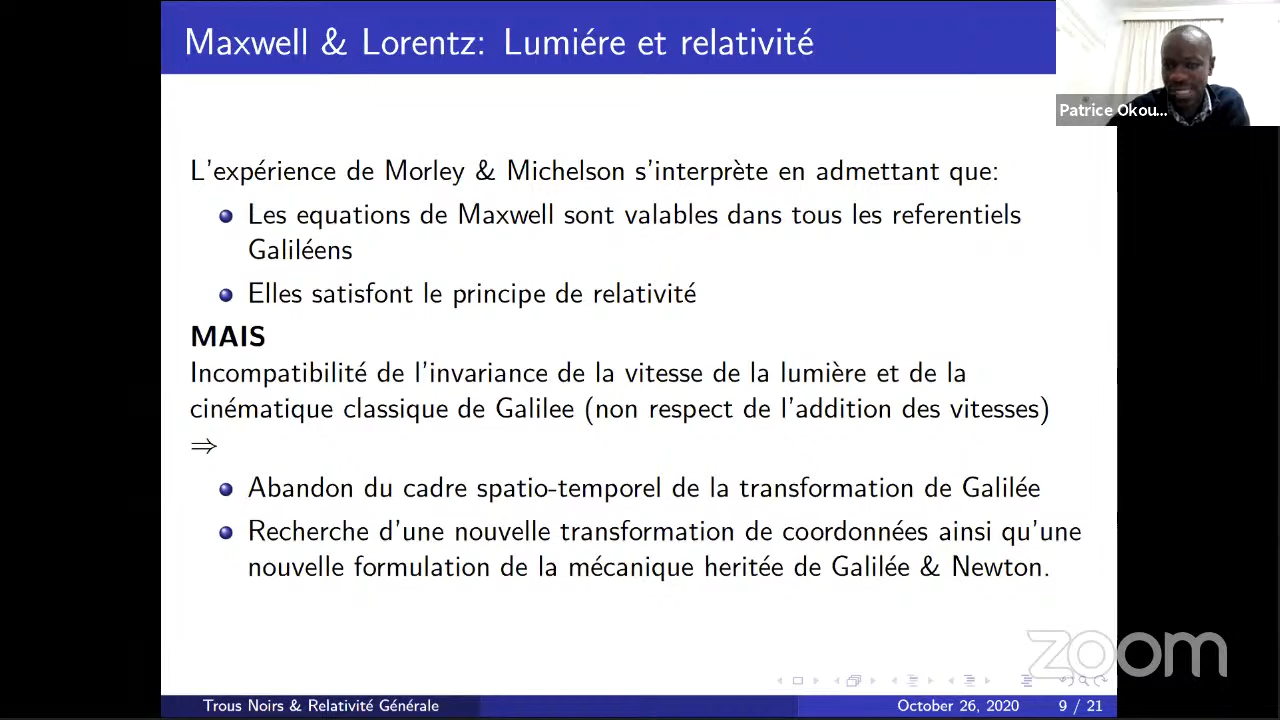 Maxwell & Lorentz: Lumiére et relativité
Patrice Okou...
L'expérience de Morley & Michelson s'interprète en admettant que:
Les equations de Maxwell sont valables dans tous les referentiels
Galiléens
Elles satisfont le principe de relativité
MAIS
Incompatibilité de l'invariance de la vitesse de la lumière et de la
cinématique classique de Galilee (non respect de l'addition des vitesses)
⇒
Abandon du cadre spatio-temporel de la transformation de Galilée
Recherche d'une nouvelle transformation de coordonnées ainsi qu'une
nouvelle formulation de la mécanique heritée de Galilée & Newton.
zoom
Trous Noirs & Relativité Générale October 26, 2020 9 / 21